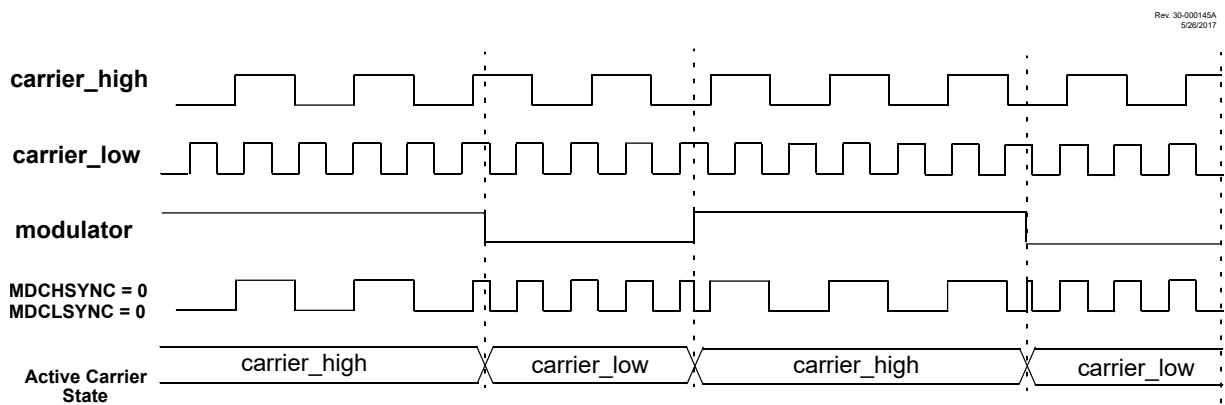 Rev. 30-000145A
5/26/2017
carrier_high
carrier_low
modulator
MDCHSYNC = 0
MDCLSYNC = 0
Active Carrier
State
carrier_high
carrier_low
carrier_high
carrier_low